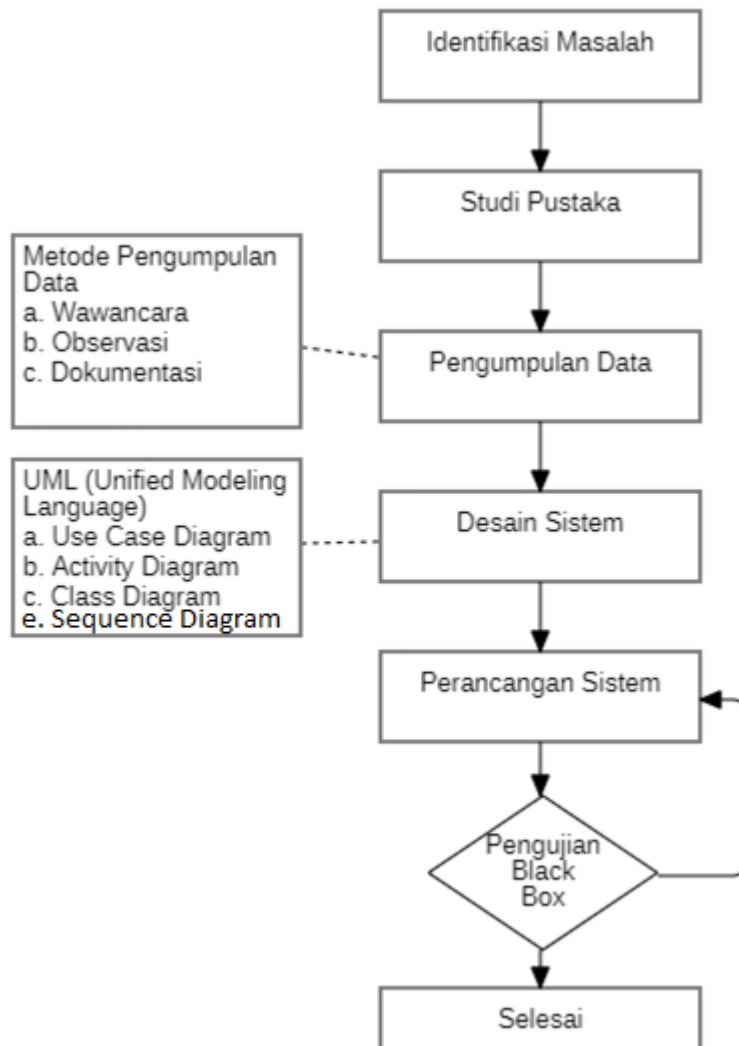 Identifikasi Masalah
Studi Pustaka
Metode Pengumpulan
Data
a. Wawancara
b. Observasi
c. Dokumentasi
Pengumpulan Data
UML (Unified Modeling
Language)
a. Use Case Diagram
b. Activity Diagram
c. Class Diagram
e. Sequence Diagram
Desain Sistem
Perancangan Sistem
Pengujian
Black
Box
Selesai